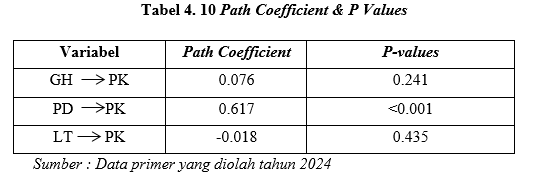 Tabel 4. 10 Path Coefficient & P Values
Variabel Path Coefficient P-values
GH → PK 0.076 0.241
PD → PK 0.617 <0.001
LT → PK -0.018 0.435
Sumber : Data primer yang diolah tahun 2024